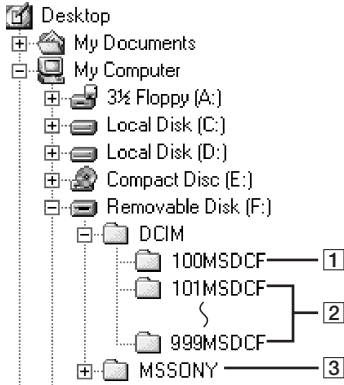 Desktop
My Documents
My Computer
3½ Floppy (A:)
Local Disk (C:)
Local Disk (D:)
Compact Disc (E:)
Removable Disk (F:)
DCIM
100MSDCF 1
101MSDCF
2
999MSDCF
MSSONY 3